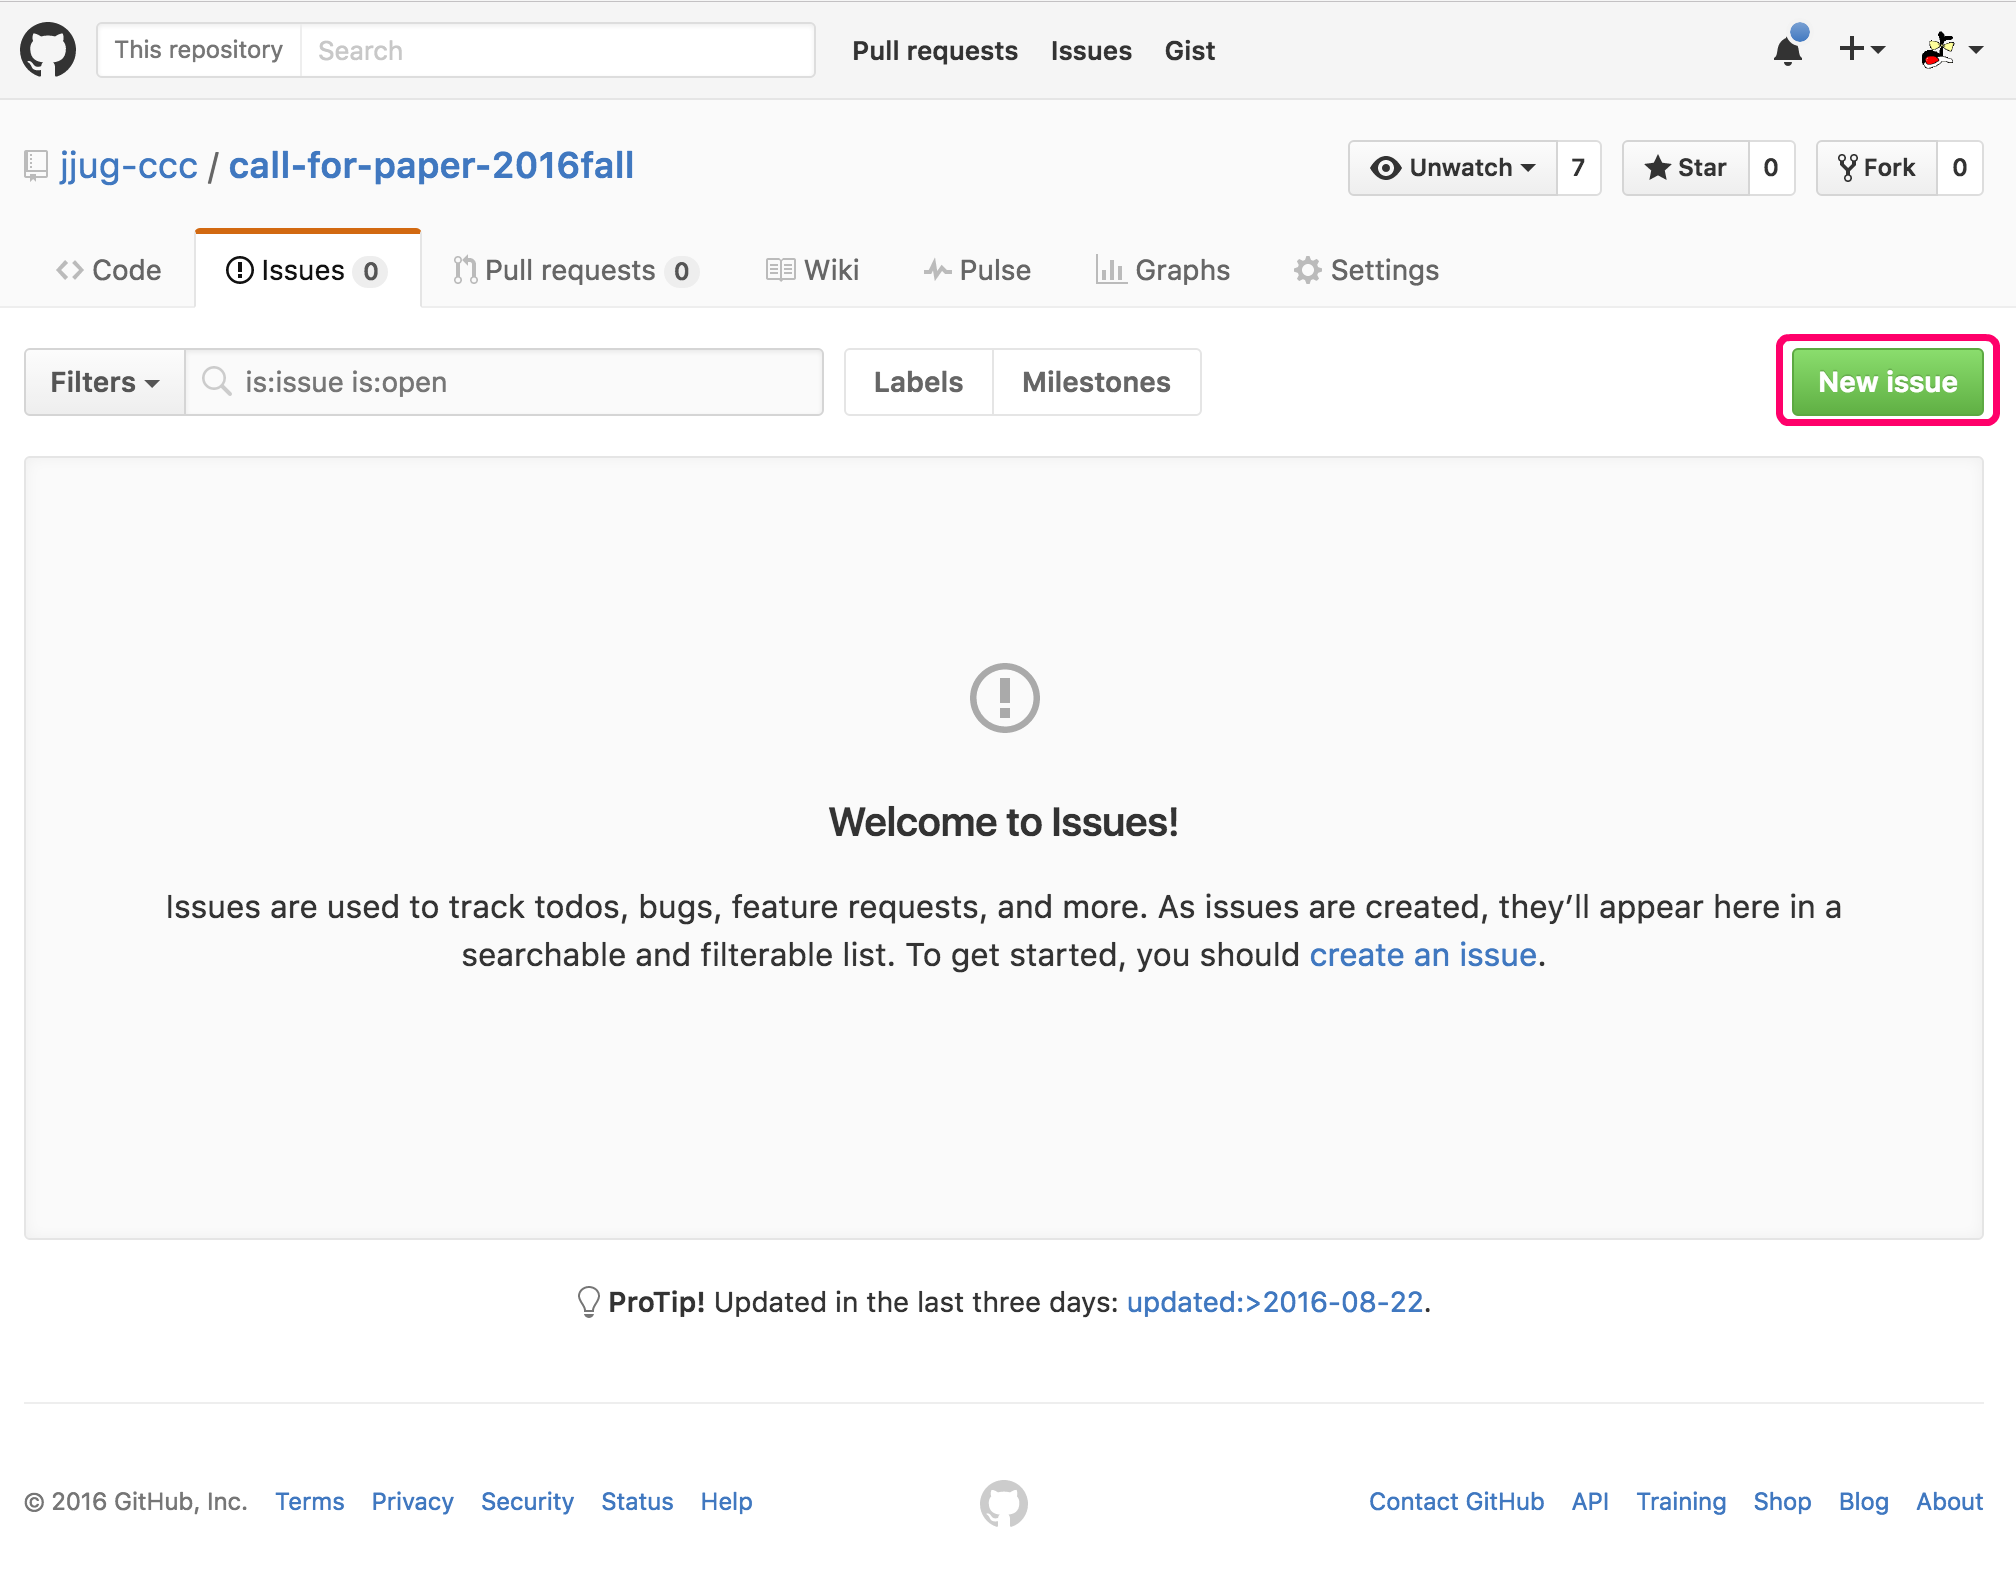 This repository Search Pull requests Issues Gist
jjug-ccc / call-for-paper-2016fall Unwatch 7 Star 0 Fork 0
Code Issues 0 Pull requests 0 Wiki Pulse Graphs Settings
Filters is:issue is:open Labels Milestones New issue
Welcome to Issues!
Issues are used to track todos, bugs, feature requests, and more. As issues are created, they’ll appear here in a
searchable and filterable list. To get started, you should create an issue.
ProTip! Updated in the last three days: updated:>2016-08-22.
© 2016 GitHub, Inc. Terms Privacy Security Status Help Contact GitHub API Training Shop Blog About